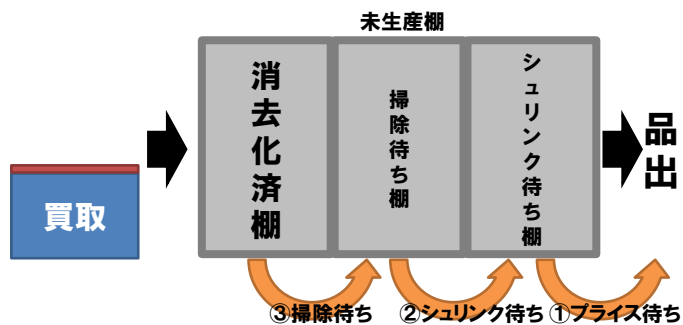 未生産棚
買取
消去化済棚
掃除待ち棚
シュリンク待ち棚
品出
③掃除待ち
②シュリンク待ち
①プライス待ち